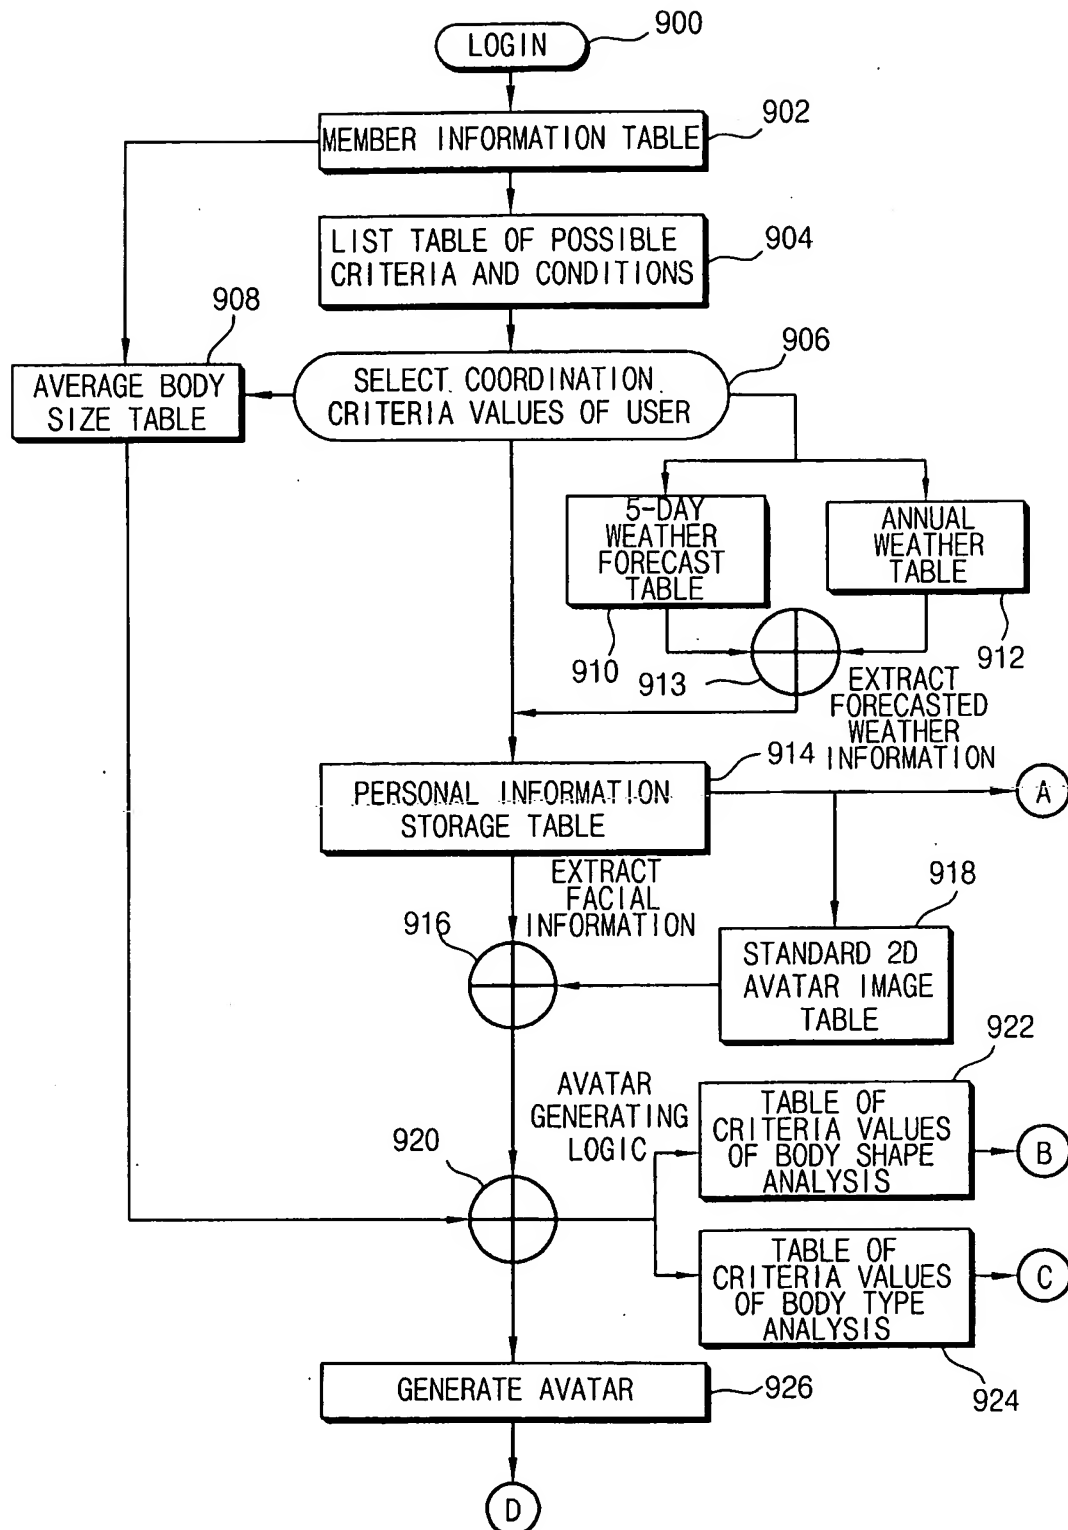 LOGIN
900
MEMBER INFORMATION TABLE
902
LIST TABLE OF POSSIBLE
CRITERIA AND CONDITIONS
904
908
AVERAGE BODY
SIZE TABLE
SELECT COORDINATION
CRITERIA VALUES OF USER
906
5-DAY
WEATHER
FORECAST
TABLE
910
ANNUAL
WEATHER
TABLE
912
913
EXTRACT
FORECASTED
WEATHER
INFORMATION
PERSONAL INFORMATION
STORAGE TABLE
914
A
EXTRACT
FACIAL
INFORMATION
916
918
STANDARD 2D
AVATAR IMAGE
TABLE
920
AVATAR
GENERATING
LOGIC
922
TABLE OF
CRITERIA VALUES
OF BODY SHAPE
ANALYSIS
B
TABLE OF
CRITERIA VALUES
OF BODY TYPE
ANALYSIS
C
924
GENERATE AVATAR
926
D